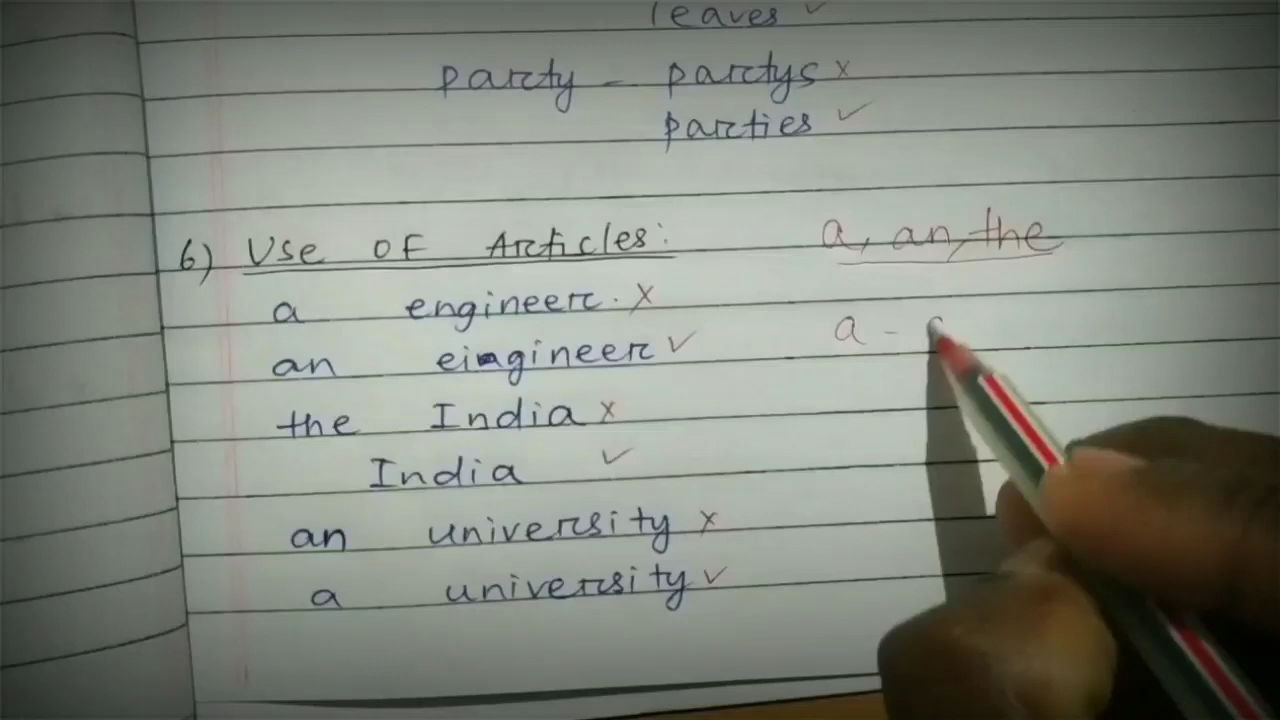 leaves ✓
party - partys x
parties ✓
6) Use OF Articles: a, an, the
a engineer. x a -
an eingineer ✓
the India x
India ✓
an university x
a university ✓